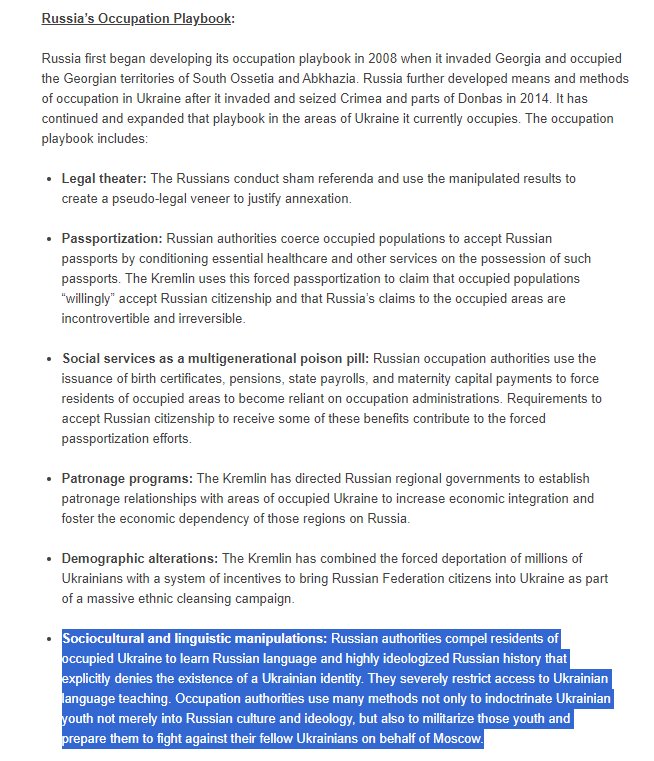 Russia's Occupation Playbook:
Russia first began developing its occupation playbook in 2008 when it invaded Georgia and occupied
the Georgian territories of South Ossetia and Abkhazia. Russia further developed means and methods
of occupation in Ukraine after it invaded and seized Crimea and parts of Donbas in 2014. It has
continued and expanded that playbook in the areas of Ukraine it currently occupies. The occupation
playbook includes:
• Legal theater: The Russians conduct sham referenda and use the manipulated results to
create a pseudo-legal veneer to justify annexation.
• Passportization: Russian authorities coerce occupied populations to accept Russian
passports by conditioning essential healthcare and other services on the possession of such
passports. The Kremlin uses this forced passportization to claim that occupied populations
“willingly” accept Russian citizenship and that Russia’s claims to the occupied areas are
incontrovertible and irreversible.
• Social services as a multigenerational poison pill: Russian occupation authorities use the
issuance of birth certificates, pensions, state payrolls, and maternity capital payments to force
residents of occupied areas to become reliant on occupation administrations. Requirements to
accept Russian citizenship to receive some of these benefits contribute to the forced
passportization efforts.
• Patronage programs: The Kremlin has directed Russian regional governments to establish
patronage relationships with areas of occupied Ukraine to increase economic integration and
foster the economic dependency of those regions on Russia.
• Demographic alterations: The Kremlin has combined the forced deportation of millions of
Ukrainians with a system of incentives to bring Russian Federation citizens into Ukraine as part
of a massive ethnic cleansing campaign.
• Sociocultural and linguistic manipulations: Russian authorities compel residents of
occupied Ukraine to learn Russian language and highly ideologized Russian history that
explicitly denies the existence of a Ukrainian identity. They severely restrict access to Ukrainian
language teaching. Occupation authorities use many methods not only to indoctrinate Ukrainian
youth not merely into Russian culture and ideology, but also to militarize those youth and
prepare them to fight against their fellow Ukrainians on behalf of Moscow.